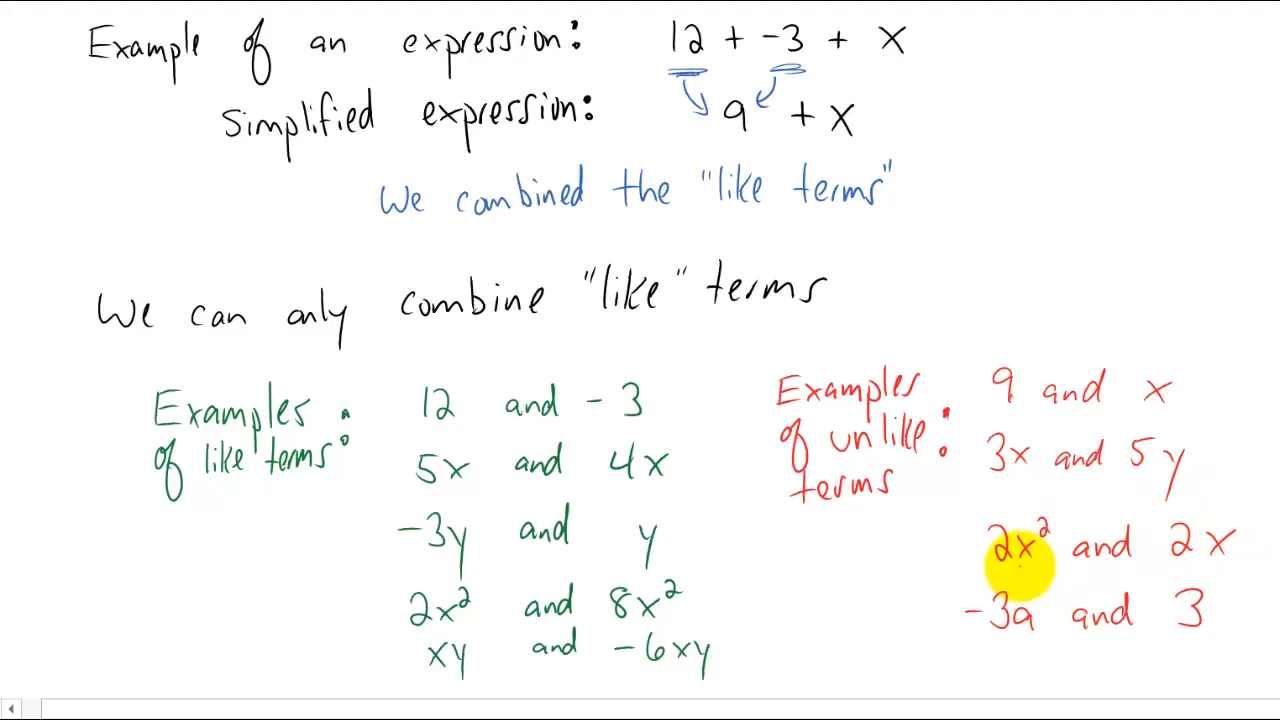 Example of an expression: 12 + -3 + x
Simplified expression: 9 + x
We combined the "like terms"
We can only combine "like" terms
Examples of like terms:
12 and -3
5x and 4x
-3y and y
2x² and 8x²
xy and -6xy
Examples of unlike terms:
9 and x
3x and 5y
2x² and 2x
-3a and 3